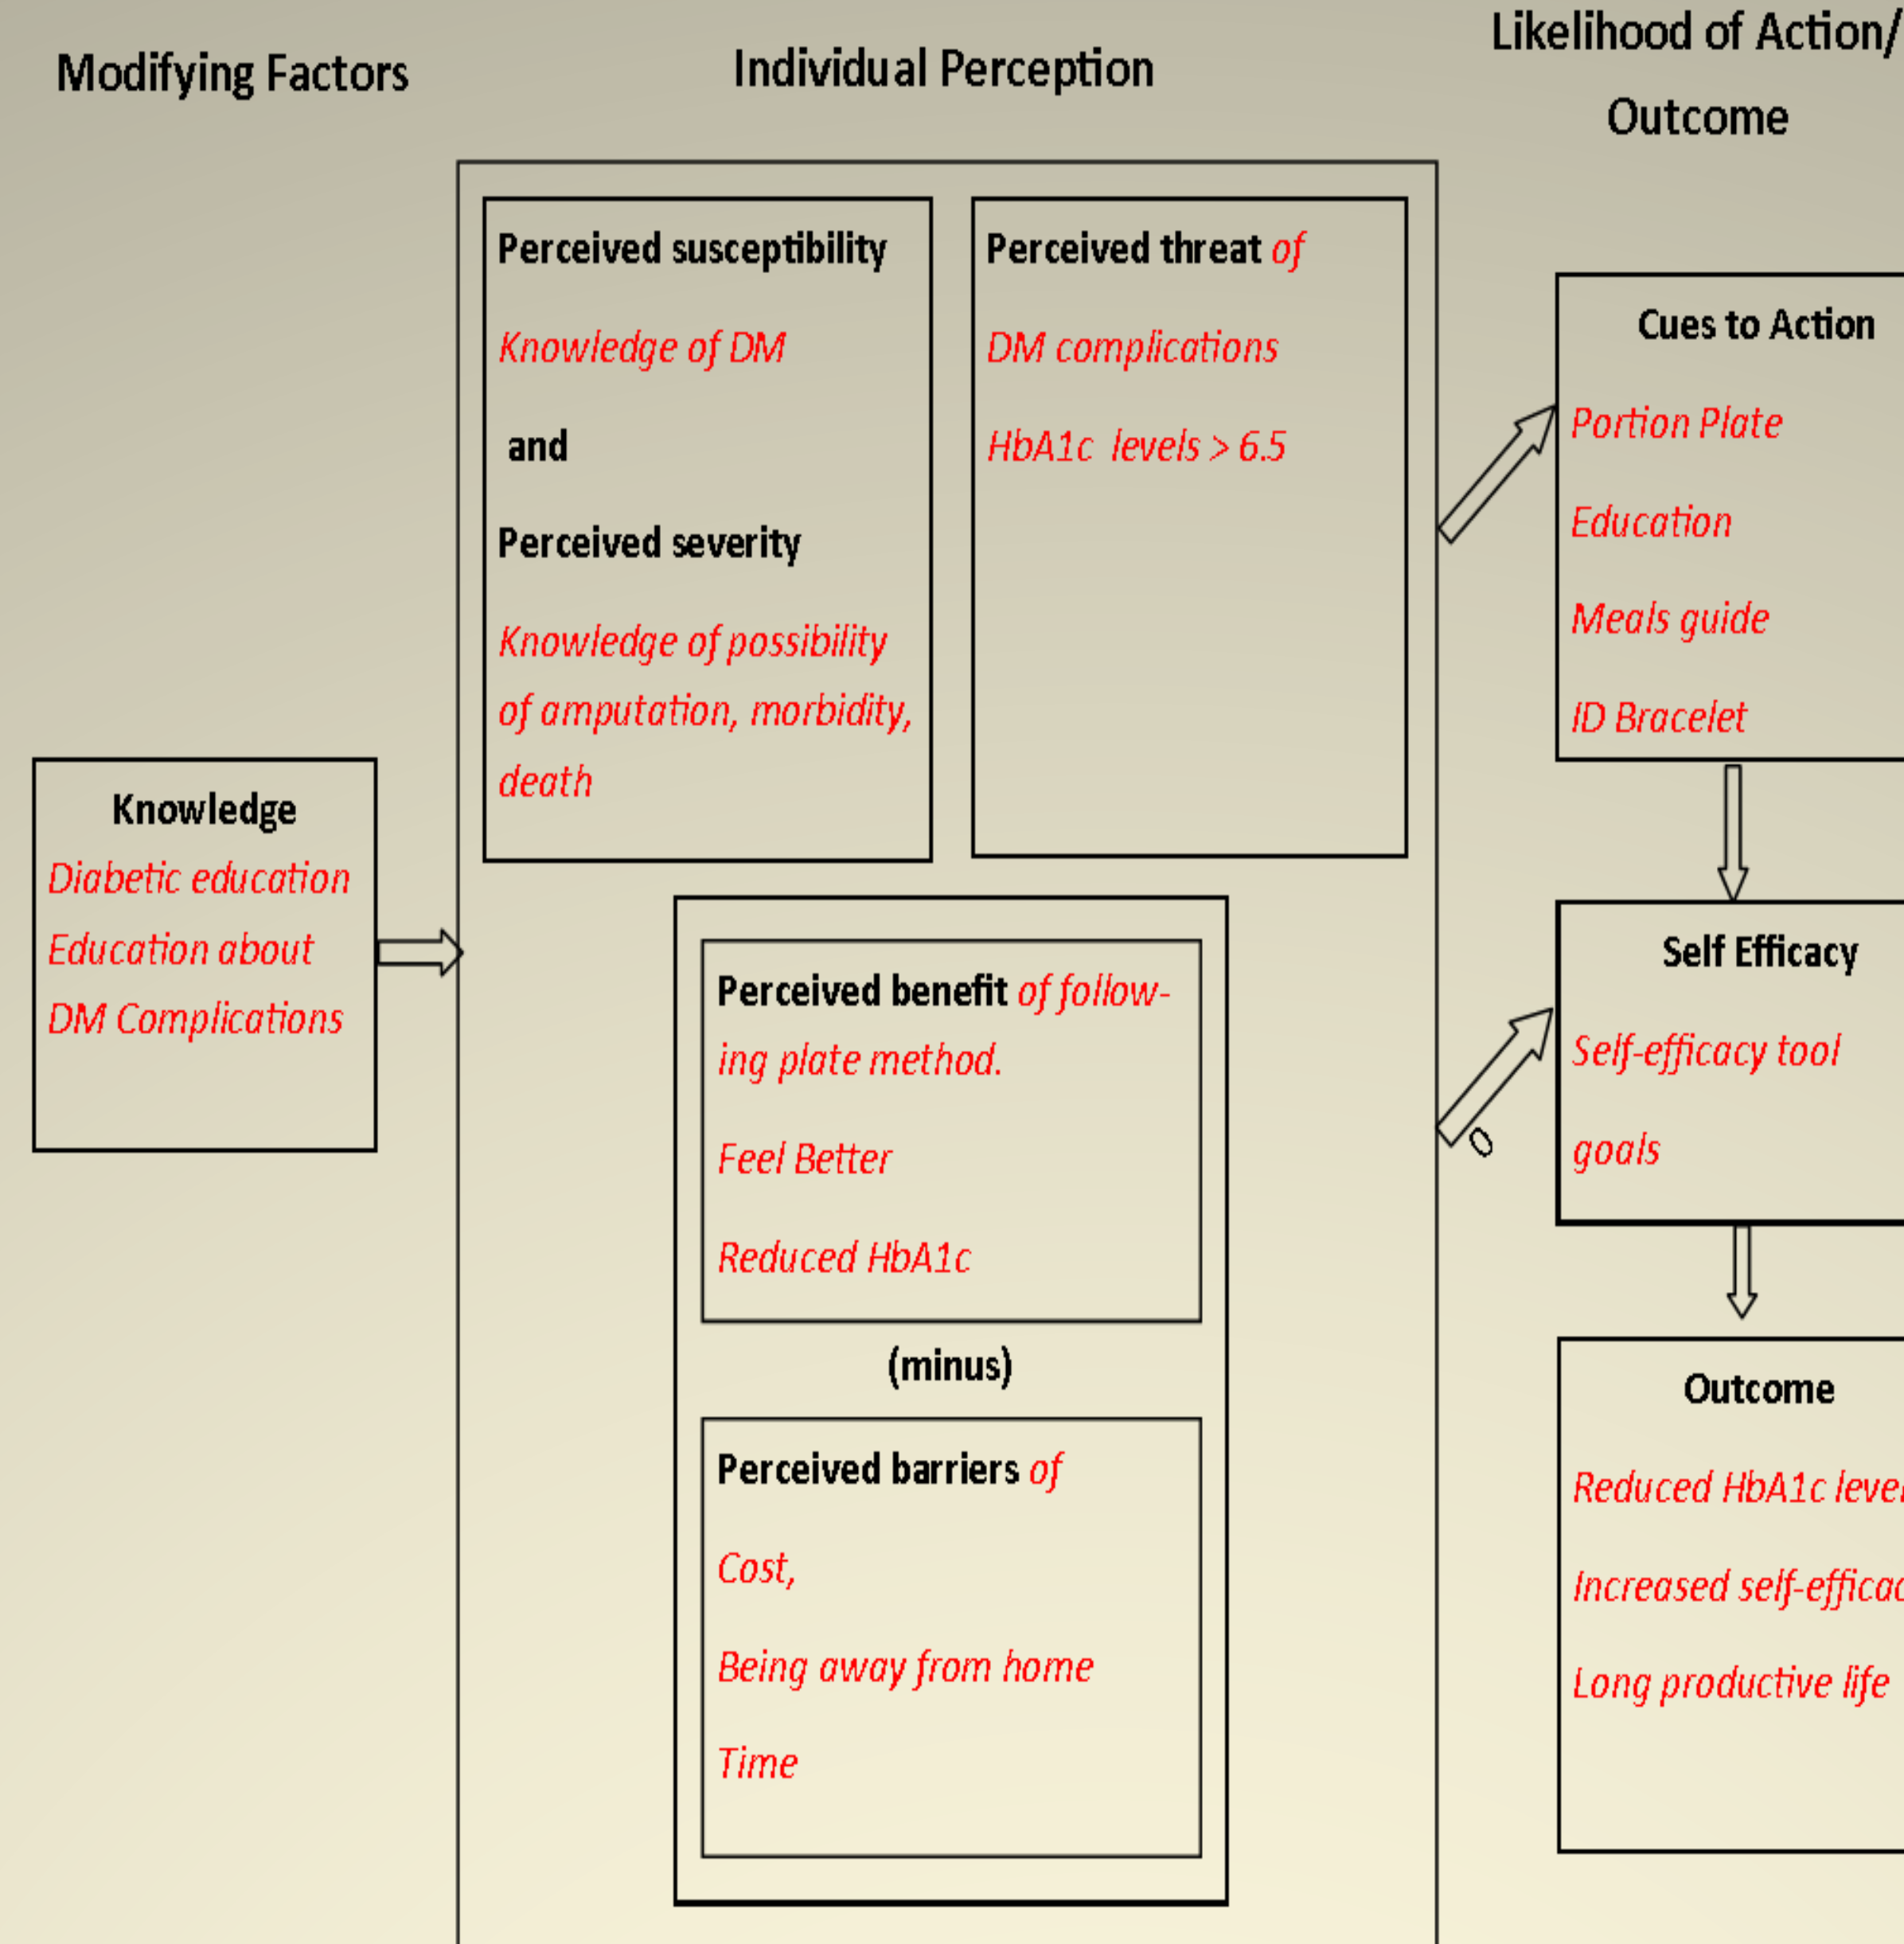 Modifying Factors
Individual Perception
Likelihood of Action/
Outcome
Knowledge
Diabetic education
Education about
DM Complications
Perceived susceptibility
Knowledge of DM
and
Perceived severity
Knowledge of possibility
of amputation, morbidity,
death
Perceived threat of
DM complications
HbA1c levels > 6.5
Perceived benefit of follow-
ing plate method.
Feel Better
Reduced HbA1c
(minus)
Perceived barriers of
Cost,
Being away from home
Time
Cues to Action
Portion Plate
Education
Meals guide
ID Bracelet
0
Self Efficacy
Self-efficacy tool
goals
Outcome
Reduced HbA1c
Increased
Long productive life